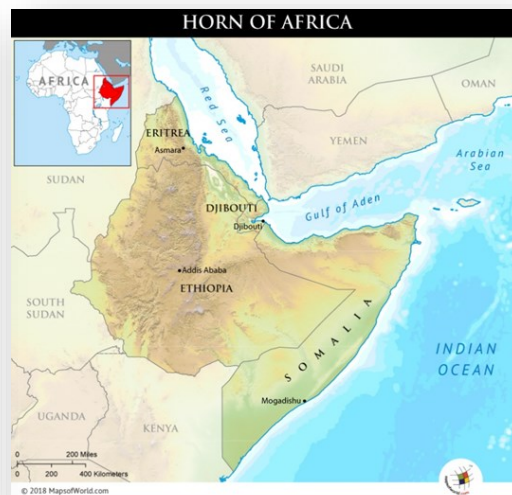 HORN OF AFRICA
AFRICA
SAUDI
ARABIA
OMAN
Red Sea
ERITREA
Asmara
YEMEN
Arabian
Sea
SUDAN
DJIBOUTI
Gulf of Aden
Djibouti
Addis Ababa
ETHIOPIA
SOUTH
SUDAN
SOMALIA
INDIAN
OCEAN
Mogadishu
UGANDA
KENYA
0 200 Miles
0 200 400 Kilometers
© 2018 MapsofWorld.com